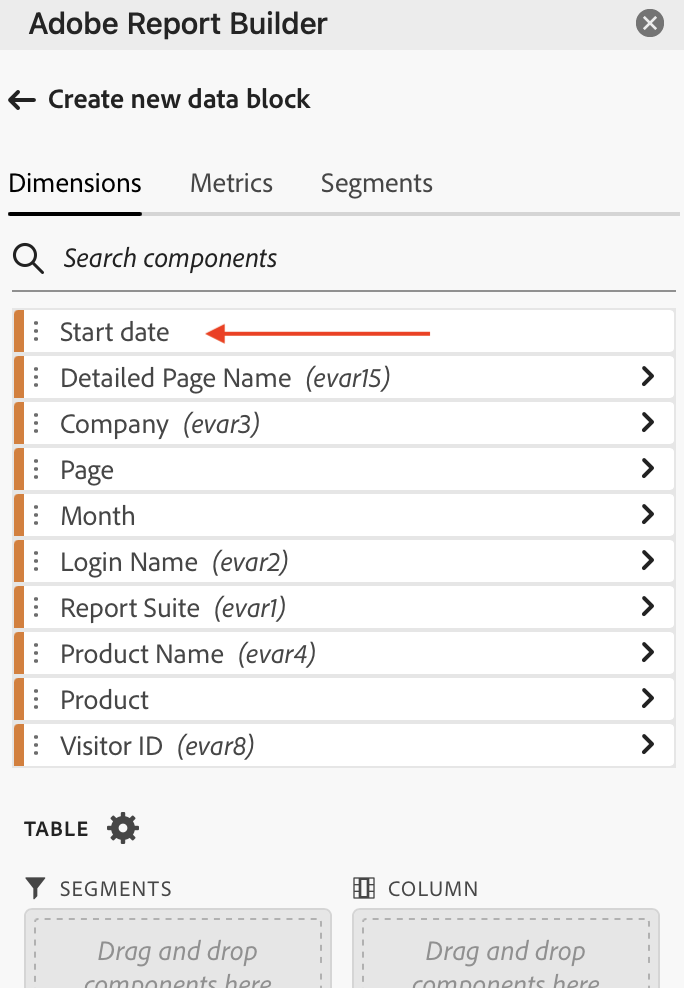 Adobe Report Builder
Create new data block
Dimensions Metrics Segments
Search components
Start date
Detailed Page Name (evar15)
Company (evar3)
Page
Month
Login Name (evar2)
Report Suite (evar1)
Product Name (evar4)
Product
Visitor ID (evar8)
TABLE
SEGMENTS COLUMN
Drag and drop Drag and drop
components here components here